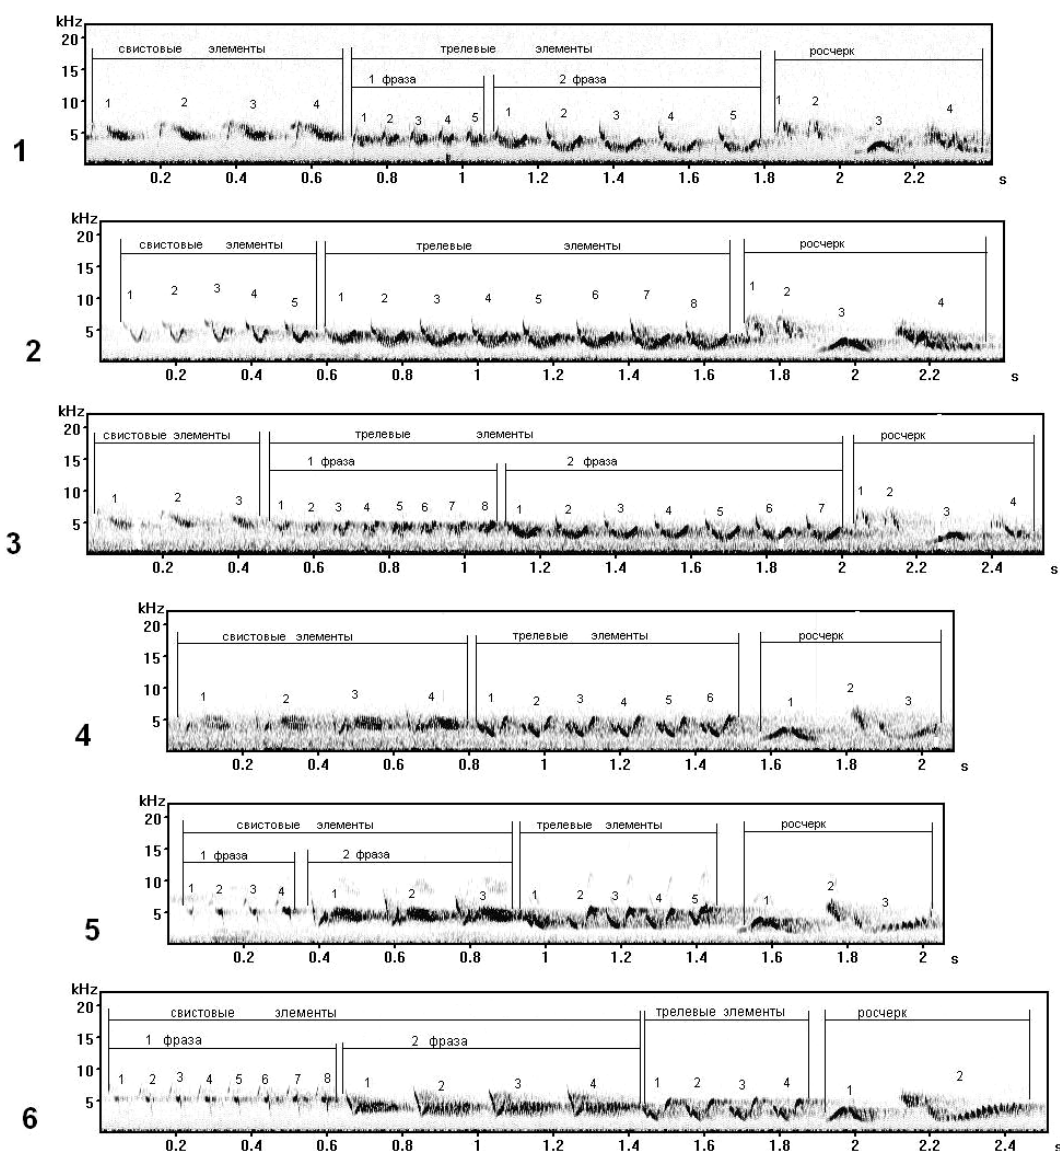 kHz
20
свистовые элементы
трелевые элементы
росчерк
15
1 фраза
2 фраза
10
1 2 3 4
1 2 3 4 5
1 2 3 4 5
1 2 3 4
5
1
0.2 0.4 0.6 0.8 1 1.2 1.4 1.6 1.8 2 2.2 s
kHz
20
свистовые элементы
трелевые элементы
росчерк
15
10
1 2 3 4 5
1 2 3 4 5 6 7 8
1 2 3 4
5
2
0.2 0.4 0.6 0.8 1 1.2 1.4 1.6 1.8 2 2.2 s
kHz
20
свистовые элементы
трелевые элементы
росчерк
15
1 фраза
2 фраза
10
1 2 3
1 2 3 4 5 6 7 8
1 2 3 4 5 6 7
1 2 3 4
5
3
0.2 0.4 0.6 0.8 1 1.2 1.4 1.6 1.8 2 2.2 2.4 s
kHz
20
свистовые элементы
трелевые элементы
росчерк
15
10
1 2 3 4
1 2 3 4 5 6
1 2 3
5
4
0.2 0.4 0.6 0.8 1 1.2 1.4 1.6 1.8 2 s
kHz
20
свистовые элементы
трелевые элементы
росчерк
15
1 фраза
2 фраза
10
1 2 3 4
1 2 3
1 2 3 4 5
1 2 3
5
5
0.2 0.4 0.6 0.8 1 1.2 1.4 1.6 1.8 2 s
kHz
20
свистовые элементы
трелевые элементы
росчерк
15
1 фраза
2 фраза
10
1 2 3 4 5 6 7 8
1 2 3 4
1 2 3 4
1 2
5
6
0.2 0.4 0.6 0.8 1 1.2 1.4 1.6 1.8 2 2.2 2.4 s